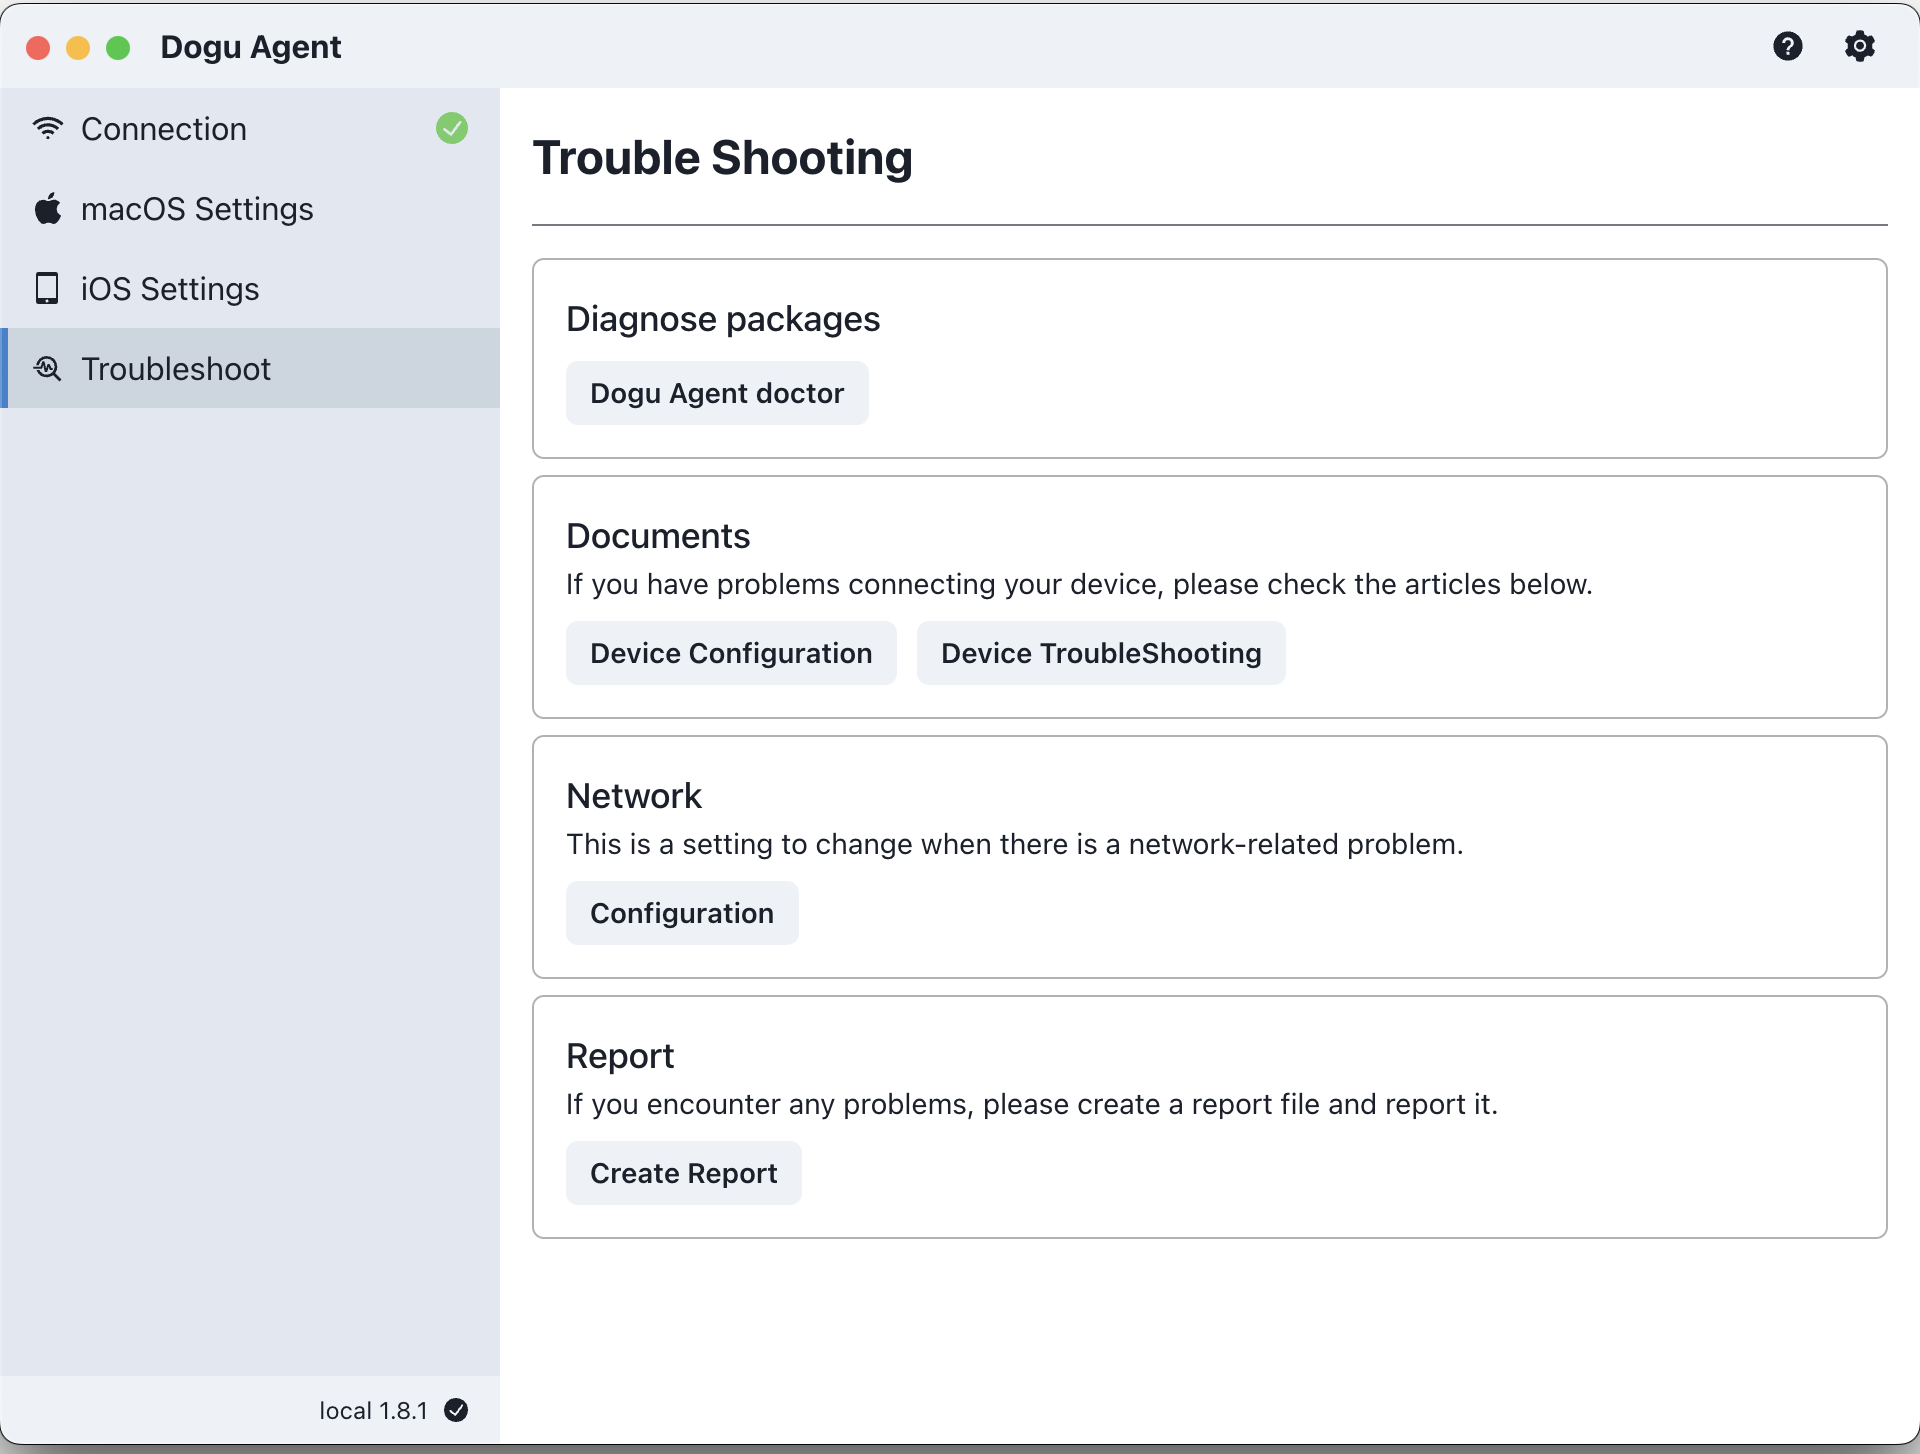 Dogu Agent
Connection
macOS Settings
iOS Settings
Troubleshoot
local 1.8.1
Trouble Shooting
Diagnose packages
Dogu Agent doctor
Documents
If you have problems connecting your device, please check the articles below.
Device Configuration
Device TroubleShooting
Network
This is a setting to change when there is a network-related problem.
Configuration
Report
If you encounter any problems, please create a report file and report it.
Create Report